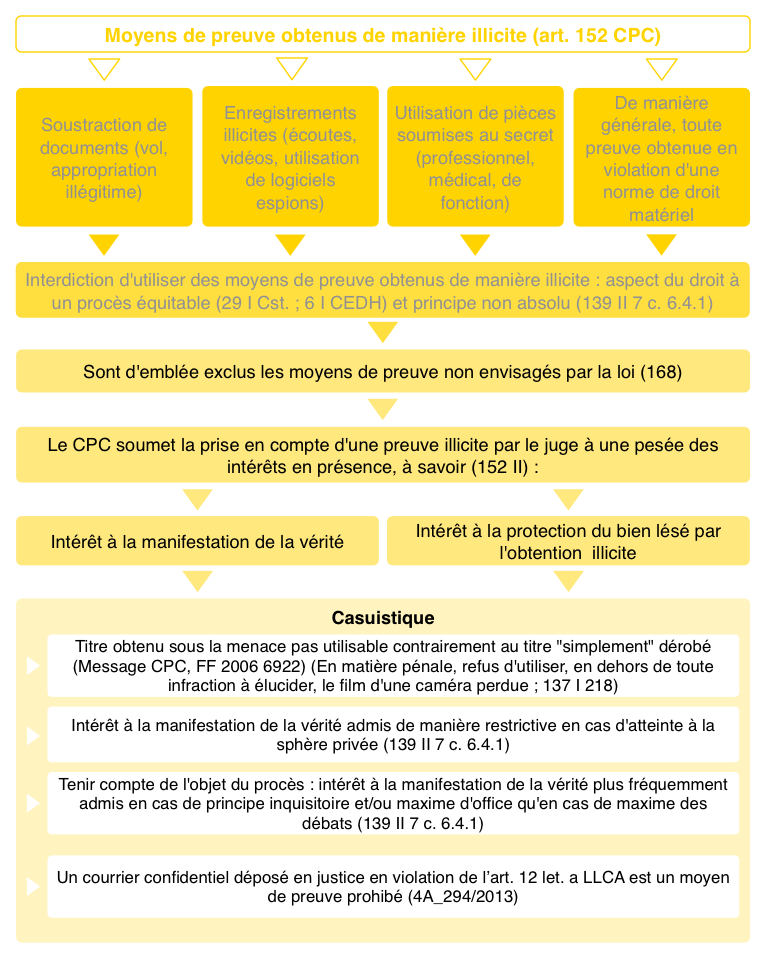 Moyens de preuve obtenus de manière illicite (art. 152 CPC)
Soustraction de
documents (vol,
appropriation
illégitime)
Enregistrements
illicites (écoutes,
vidéos, utilisation
de logiciels
espions)
Utilisation de pièces
soumises au secret
(professionnel,
médical, de
fonction)
De manière
générale, toute
preuve obtenue en
violation d'une
norme de droit
matériel
Interdiction d'utiliser des moyens de preuve obtenus de manière illicite : aspect du droit à
un procès équitable (29 I Cst. ; 6 I CEDH) et principe non absolu (139 II 7 c. 6.4.1)
Sont d'emblée exclus les moyens de preuve non envisagés par la loi (168)
Le CPC soumet la prise en compte d'une preuve illicite par le juge à une pesée des
intérêts en présence, à savoir (152 II) :
Intérêt à la manifestation de la vérité
Intérêt à la protection du bien lésé par
l'obtention illicite
Casuistique
Titre obtenu sous la menace pas utilisable contrairement au titre "simplement" dérobé
(Message CPC, FF 2006 6922) (En matière pénale, refus d'utiliser, en dehors de toute
infraction à élucider, le film d'une caméra perdue ; 137 I 218)
Intérêt à la manifestation de la vérité admis de manière restrictive en cas d'atteinte à la
sphère privée (139 II 7 c. 6.4.1)
Tenir compte de l'objet du procès : intérêt à la manifestation de la vérité plus fréquemment
admis en cas de principe inquisitoire et/ou maxime d'office qu'en cas de maxime des
débats (139 II 7 c. 6.4.1)
Un courrier confidentiel déposé en justice en violation de l’art. 12 let. a LLCA est un moyen
de preuve prohibé (4A_294/2013)